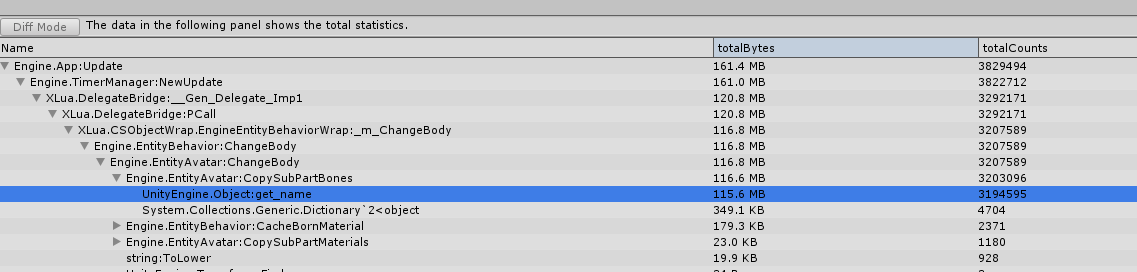 Diff Mode The data in the following panel shows the total statistics.
Name totalBytes totalCounts
Engine.App:Update 161.4 MB 3829494
Engine.TimerManager:NewUpdate 161.0 MB 3822712
XLua.DelegateBridge:__Gen_Delegate_Imp1 120.8 MB 3292171
XLua.DelegateBridge:PCall 120.8 MB 3292171
XLua.CSObjectWrap.EngineEntityBehaviorWrap:_m_ChangeBody 116.8 MB 3207589
Engine.EntityBehavior:ChangeBody 116.8 MB 3207589
Engine.EntityAvatar:ChangeBody 116.8 MB 3207589
Engine.EntityAvatar:CopySubPartBones 116.6 MB 3203096
UnityEngine.Object:get_name 115.6 MB 3194595
System.Collections.Generic.Dictionary`2<object 349.1 KB 4704
Engine.EntityBehavior:CacheBornMaterial 179.3 KB 2371
Engine.EntityAvatar:CopySubPartMaterials 23.0 KB 1180
string:ToLower 19.9 KB 928